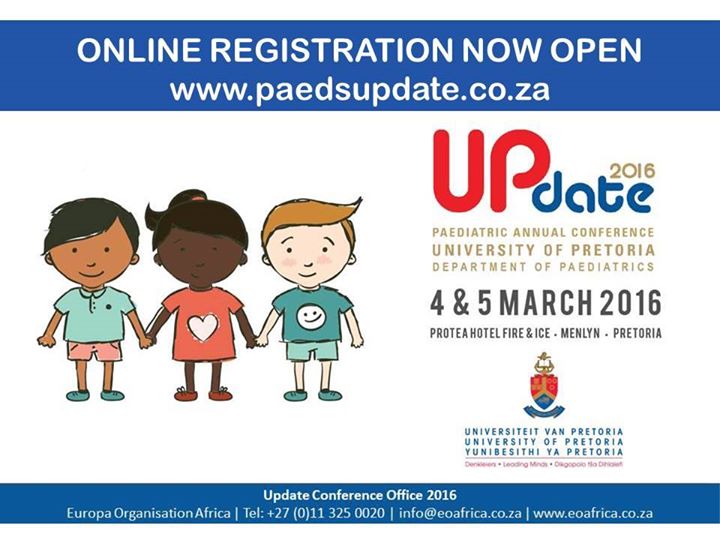 ONLINE REGISTRATION NOW OPEN
www.paedsupdate.co.za
UPdate 2016
PAEDIATRIC ANNUAL CONFERENCE
UNIVERSITY OF PRETORIA
DEPARTMENT OF PAEDIATRICS
4 & 5 MARCH 2016
PROTEA HOTEL FIRE & ICE • MENLYN • PRETORIA
UNIVERSITEIT VAN PRETORIA
UNIVERSITY OF PRETORIA
YUNIBESITHI YA PRETORIA
Denkleiers • Leading Minds • Dikgopolo tša Dihlalefi
Update Conference Office 2016
Europa Organisation Africa | Tel: +27 (0)11 325 0020 | info@eoafrica.co.za | www.eoafrica.co.za